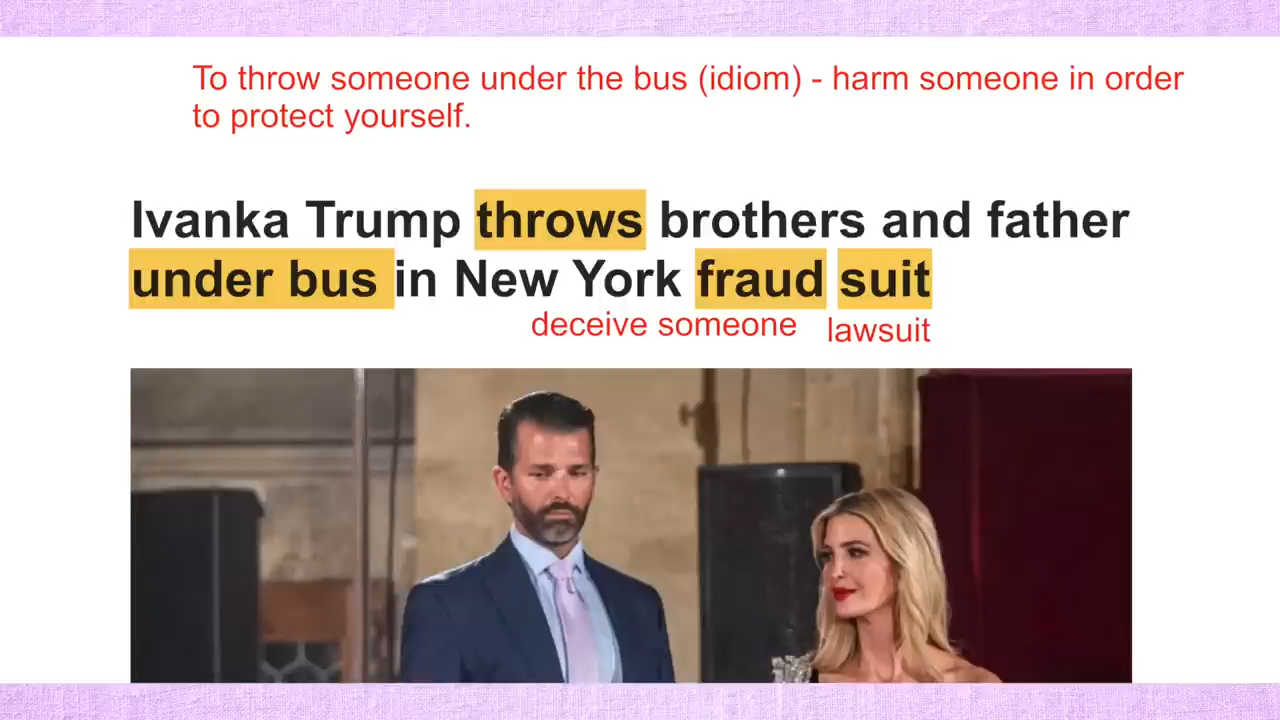 To throw someone under the bus (idiom) - harm someone in order
to protect yourself.
Ivanka Trump throws brothers and father
under bus in New York fraud suit
deceive someone lawsuit